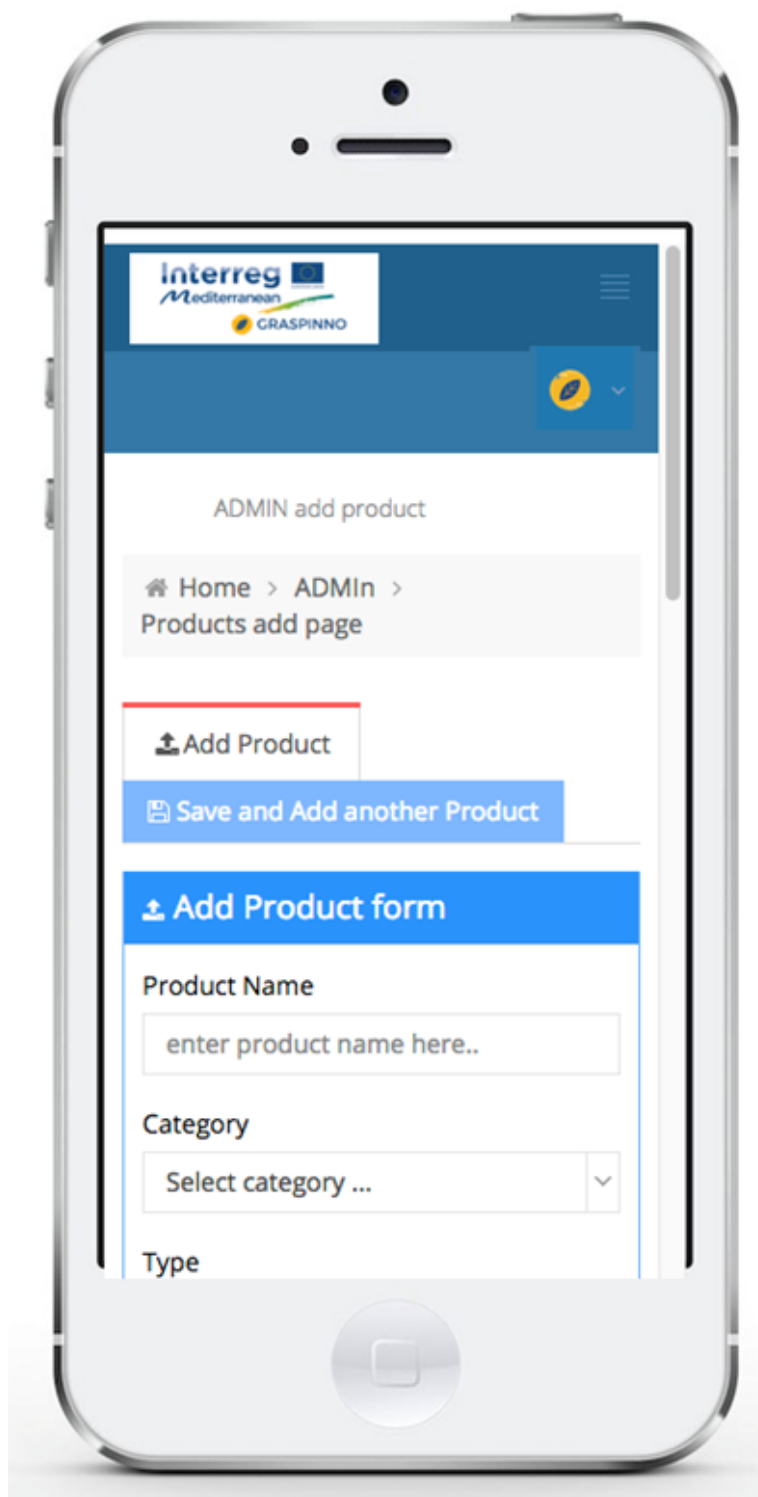 Interreg
Mediterranean
GRASPINNO
ADMIN add product
Home > ADMIn >
Products add page
Add Product
Save and Add another Product
Add Product form
Product Name
enter product name here..
Category
Select category ...
Type